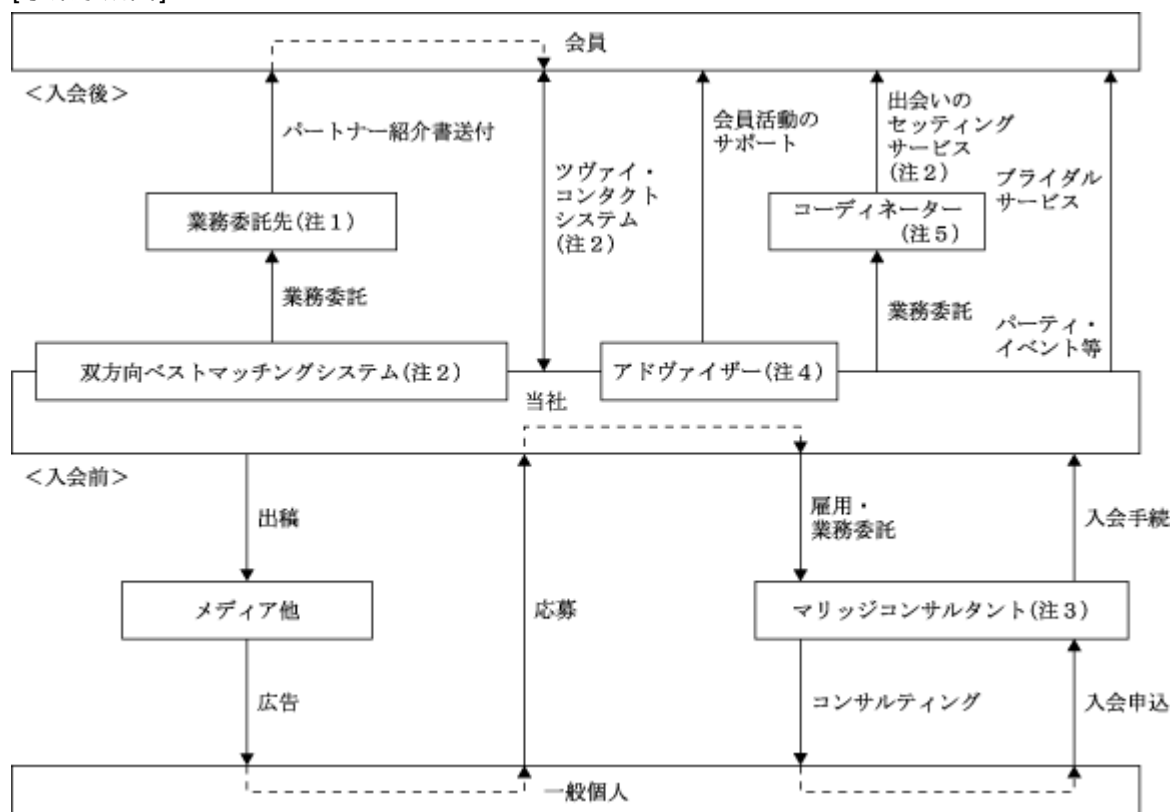 会員
<入会後>
パートナー紹介書送付
ツヴァイ・
コンタクト
システム
(注2)
会員活動の
サポート
出会いの
セッティング
サービス
(注2)
ブライダル
サービス
業務委託先(注1)
コーディネーター
(注5)
業務委託
業務委託
パーティ・
イベント等
双方向ベストマッチングシステム(注2)
アドヴァイザー(注4)
当社
<入会前>
出稿
雇用・
業務委託
入会手続
メディア他
応募
マリッジコンサルタント(注3)
広告
コンサルティング
入会申込
一般個人